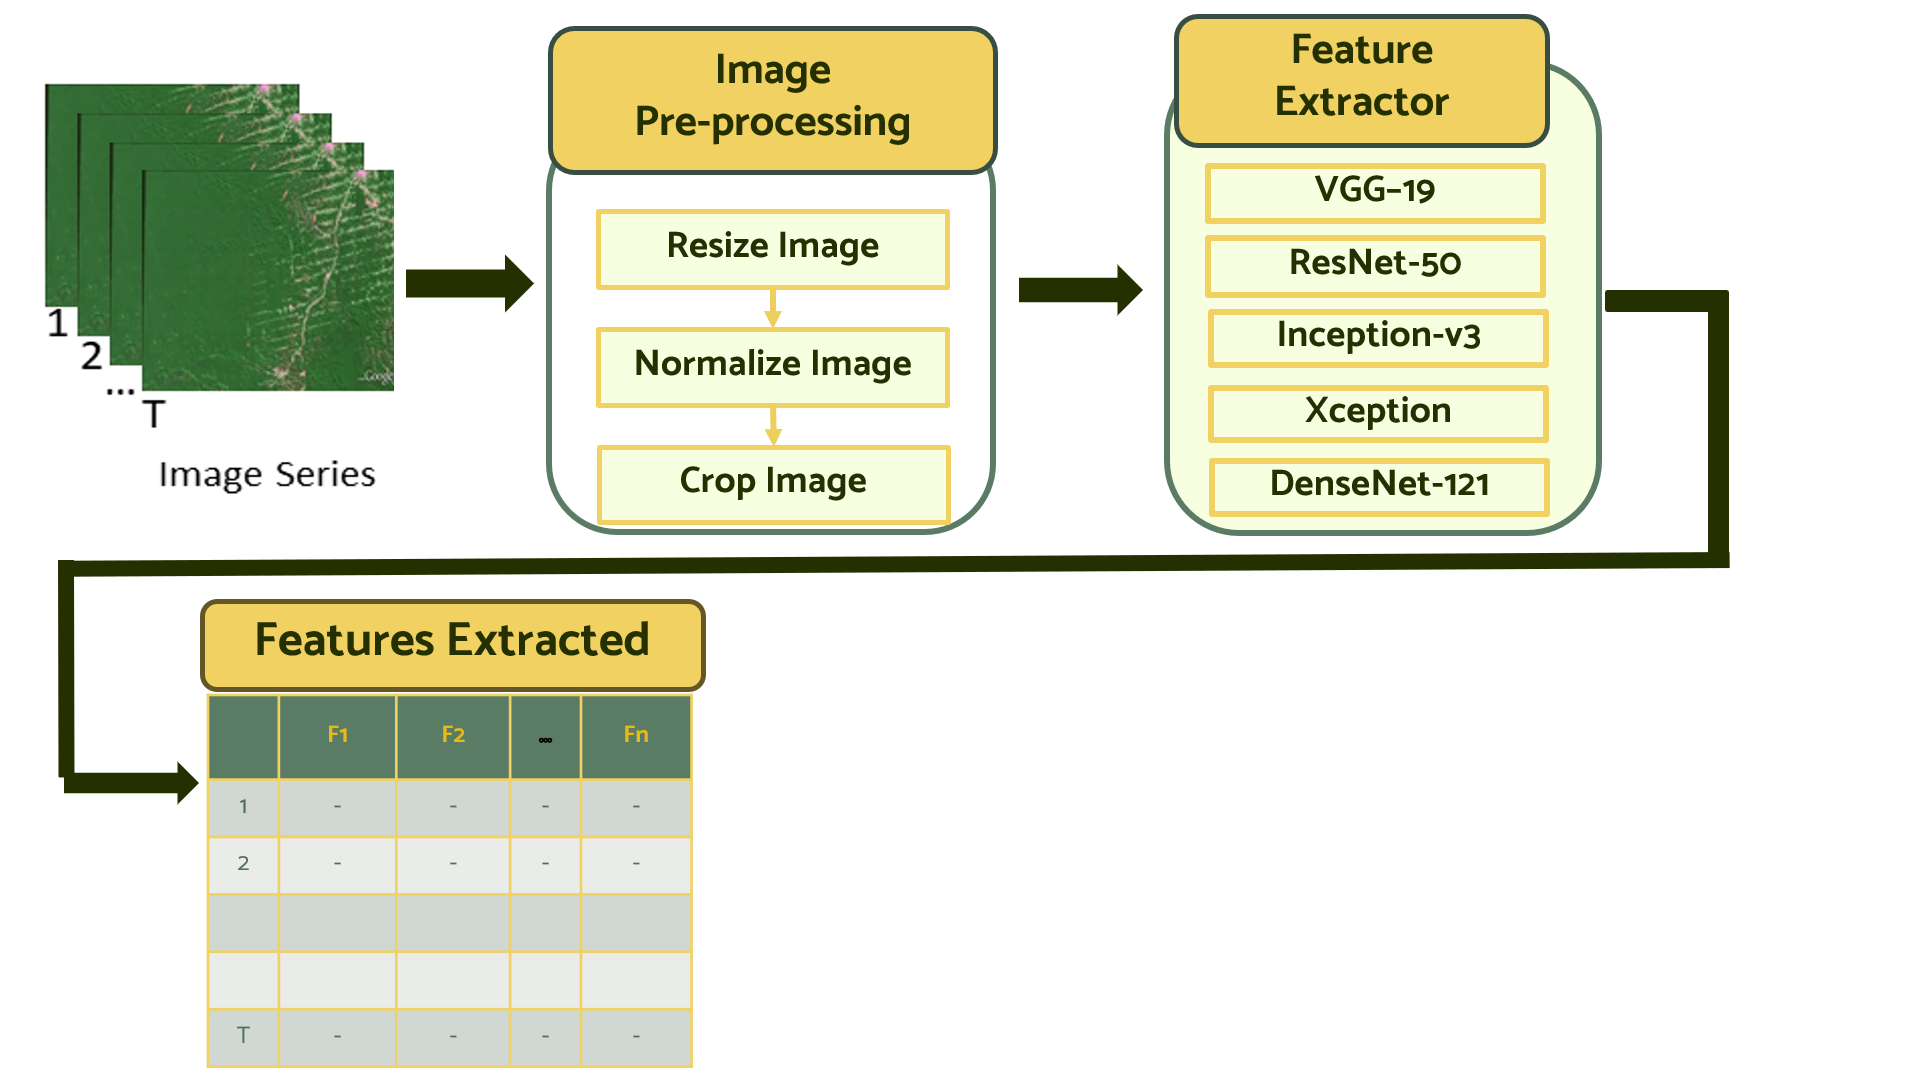 1
2
...
T
Image Series
Image
Pre-processing
Resize Image
Normalize Image
Crop Image
Feature
Extractor
VGG-19
ResNet-50
Inception-v3
Xception
DenseNet-121
Google
Features Extracted
F1 F2 ... Fn
1 - - - -
2 - - - -
T - - - -